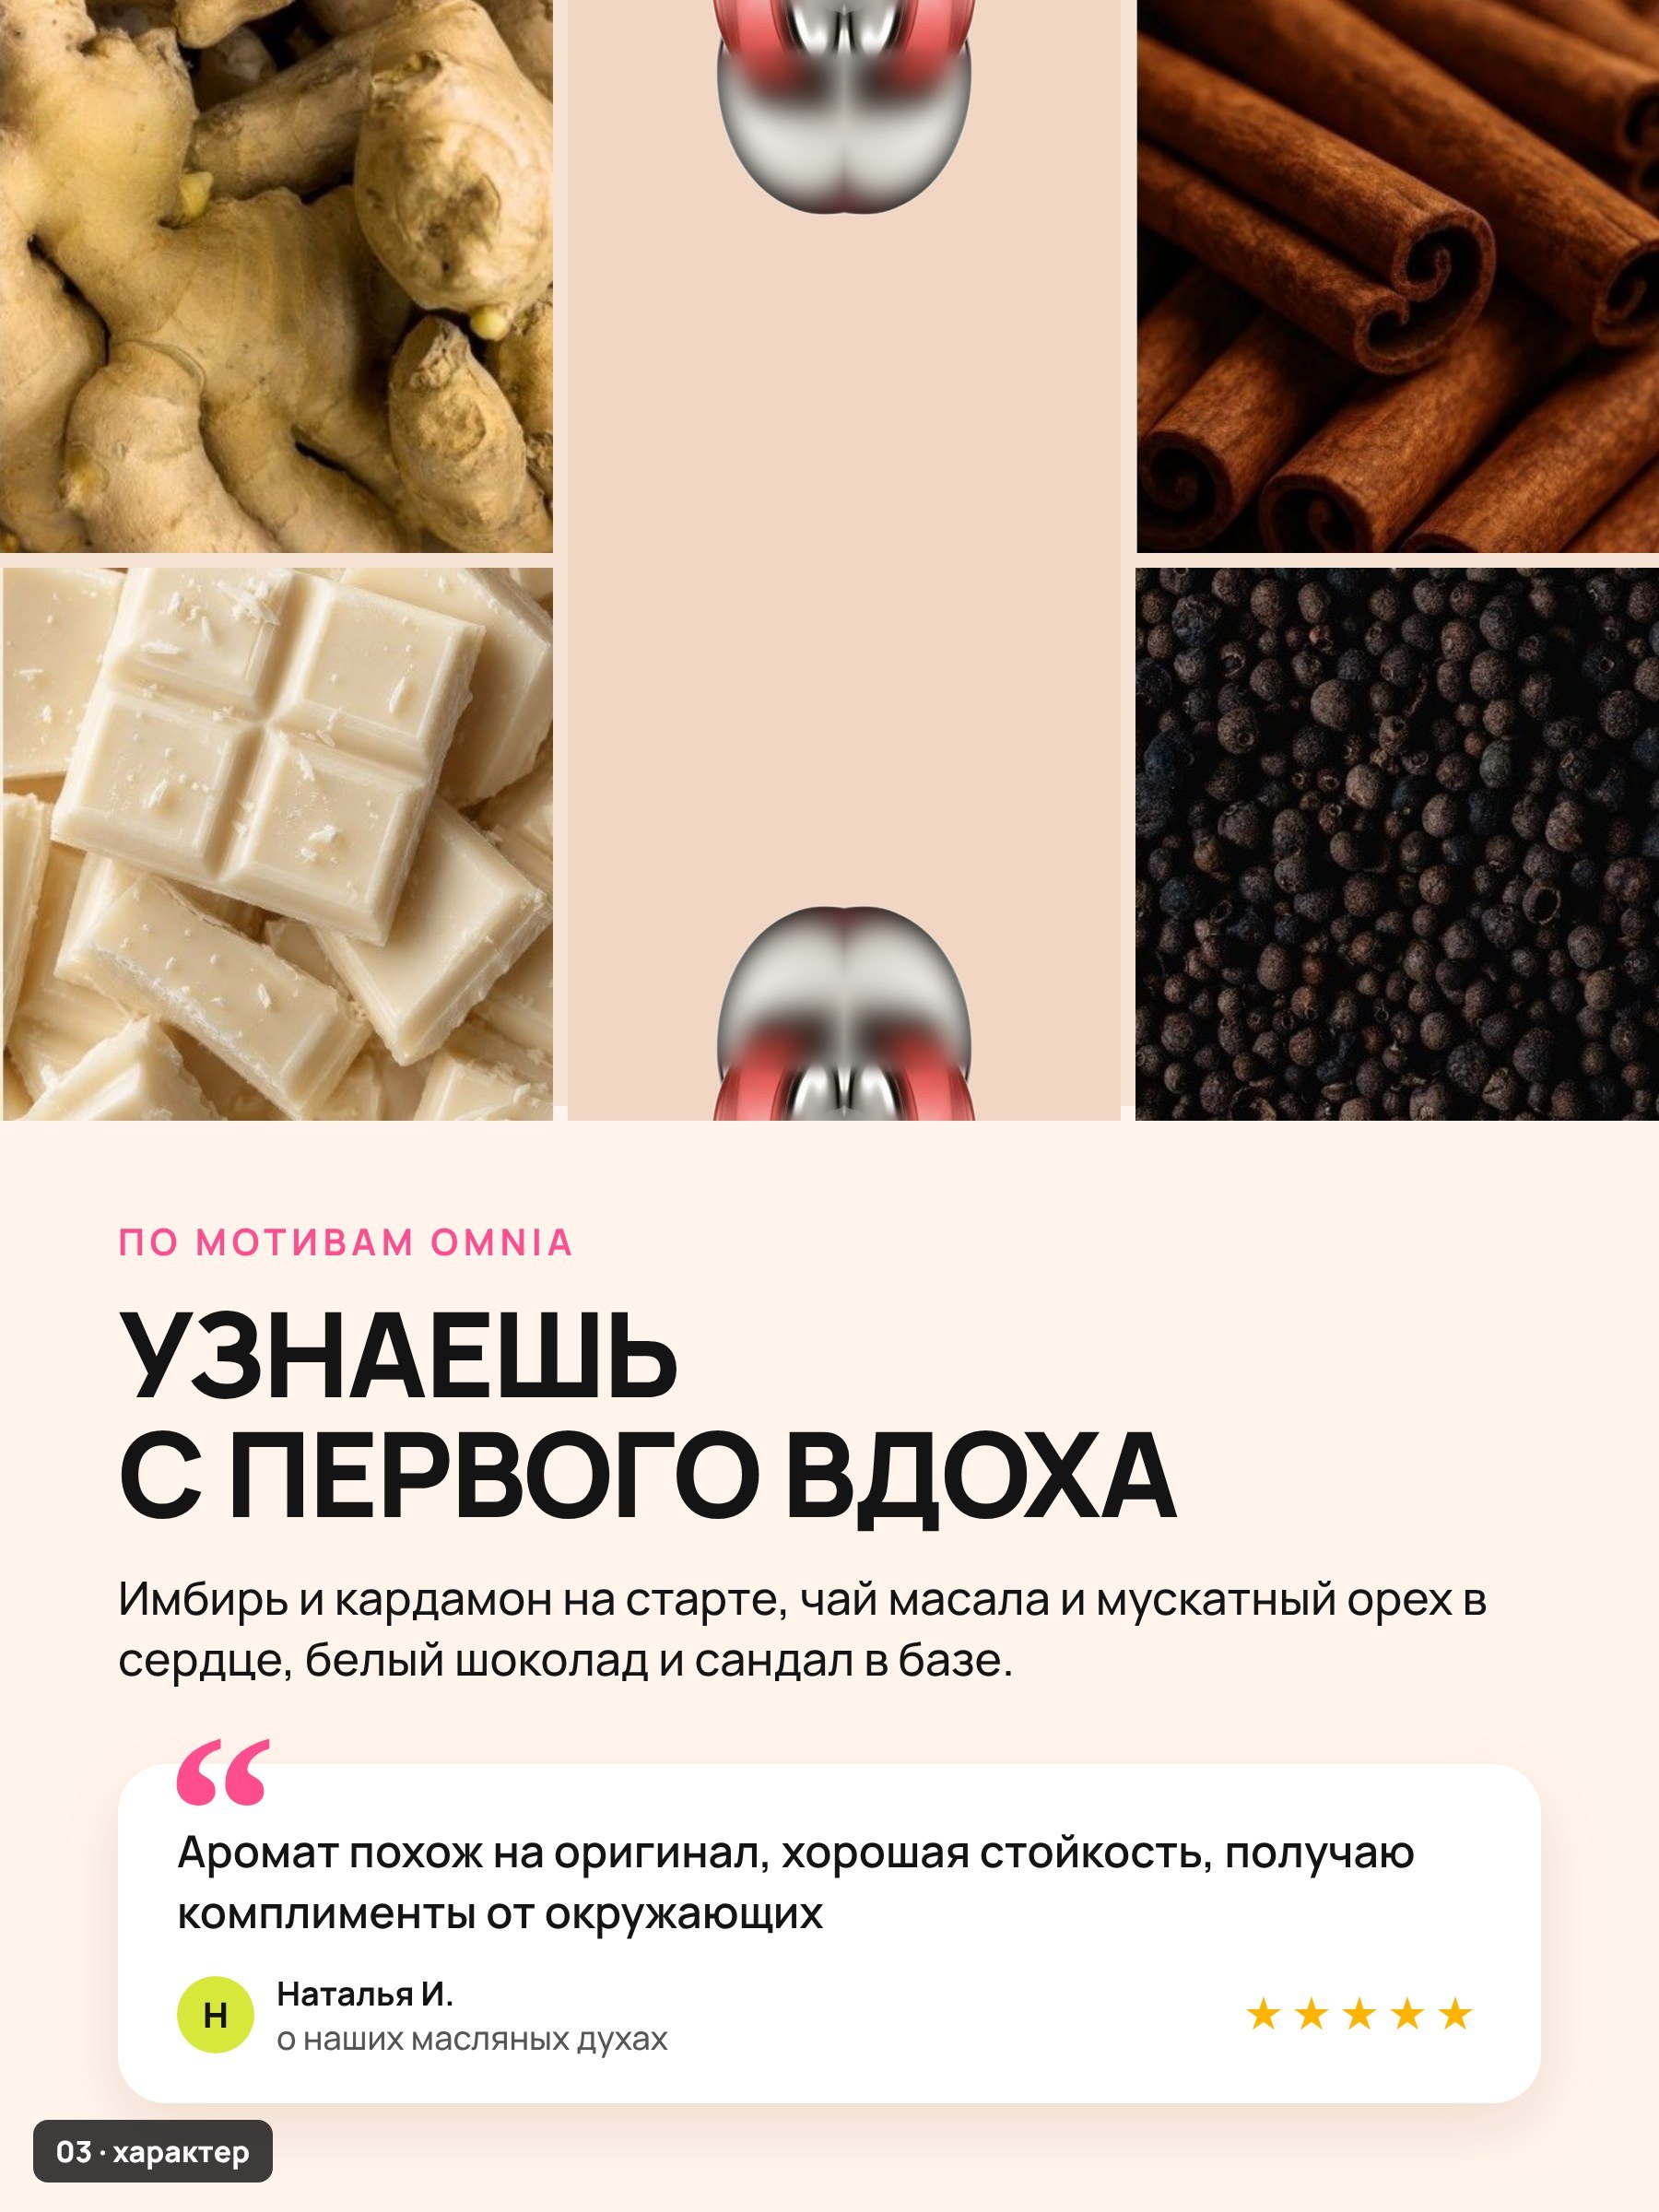 ПО МОТИВАМ OMNIA
УЗНАЕШЬ
С ПЕРВОГО ВДОХА
Имбирь и кардамон на старте, чай масала и мускатный орех в
сердце, белый шоколад и сандал в базе.
“
Аромат похож на оригинал, хорошая стойкость, получаю
комплименты от окружающих
Н
Наталья И.
о наших масляных духах
★★★★★
03 · характер